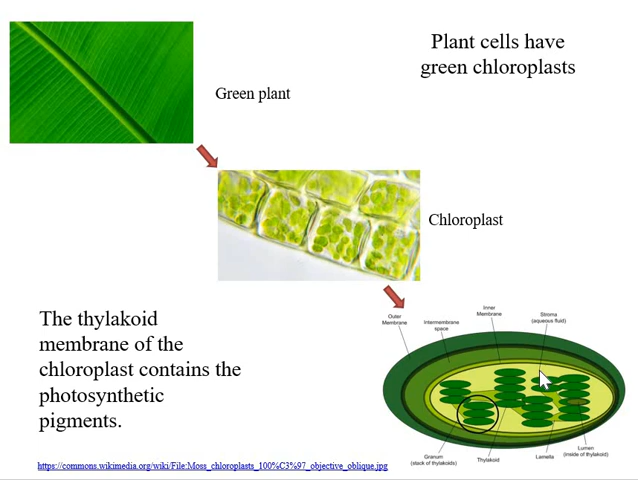 Plant cells have
green chloroplasts
Green plant
Chloroplast
The thylakoid
membrane of the
chloroplast contains the
photosynthetic
pigments.
Outer
Membrane
Intermembrane
space
Inner
Membrane
Stroma
(aqueous fluid)
Granum
(stack of thylakoids)
Thylakoid
Lamella
Lumen
(inside of thylakoid)
https://commons.wikimedia.org/wiki/File:Moss_chloroplasts_100%C3%97_objective_oblique.jpg